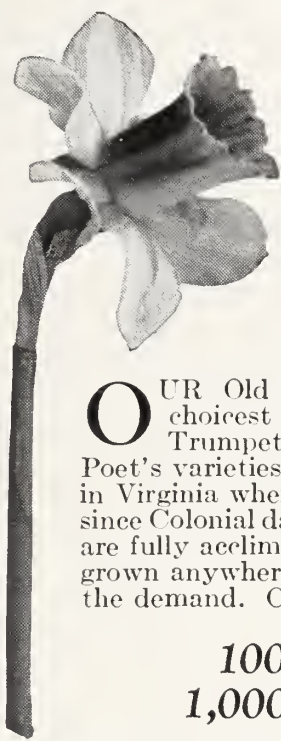 OUR Old
choicest
Trumpet
Poet's varieties
in Virginia whe
since Colonial da
are fully acclim
grown anywher
the demand. C
100
1,000